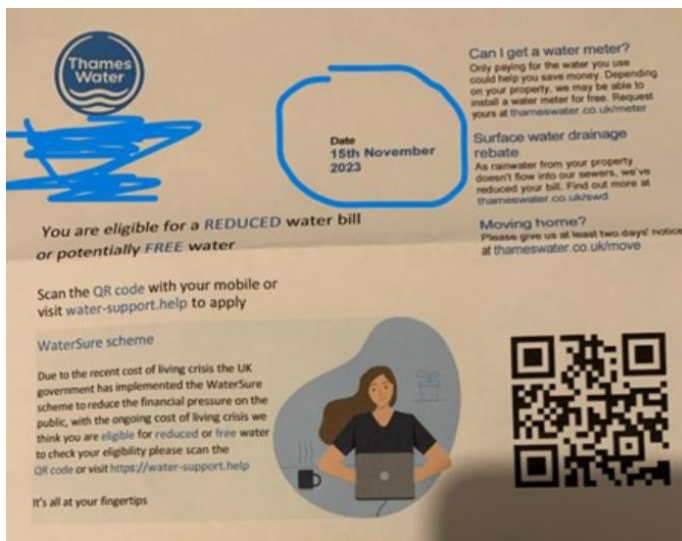 Thames
Water
Date
15th November
2023
You are eligible for a REDUCED water bill
or potentially FREE water
Scan the QR code with your mobile or
visit water-support.help to apply
WaterSure scheme
Due to the recent cost of living crisis the UK
government has implemented the WaterSure
scheme to reduce the financial pressure on the
public, with the ongoing cost of living crisis we
think you are eligible for reduced or free water
to check your eligibility please scan the
QR code or visit https://water-support.help
It's all at your fingertips
Can I get a water meter?
Only paying for the water you use
could help you save money. Depending
on your property, we may be able to
install a water meter for free. Request
yours at thameswater.co.uk/meter
Surface water drainage
rebate
As rainwater from your property
doesn't flow into our sewers, we've
reduced your bill. Find out more at
thameswater.co.uk/swd
Moving home?
Please give us at least two days' notice
at thameswater.co.uk/move